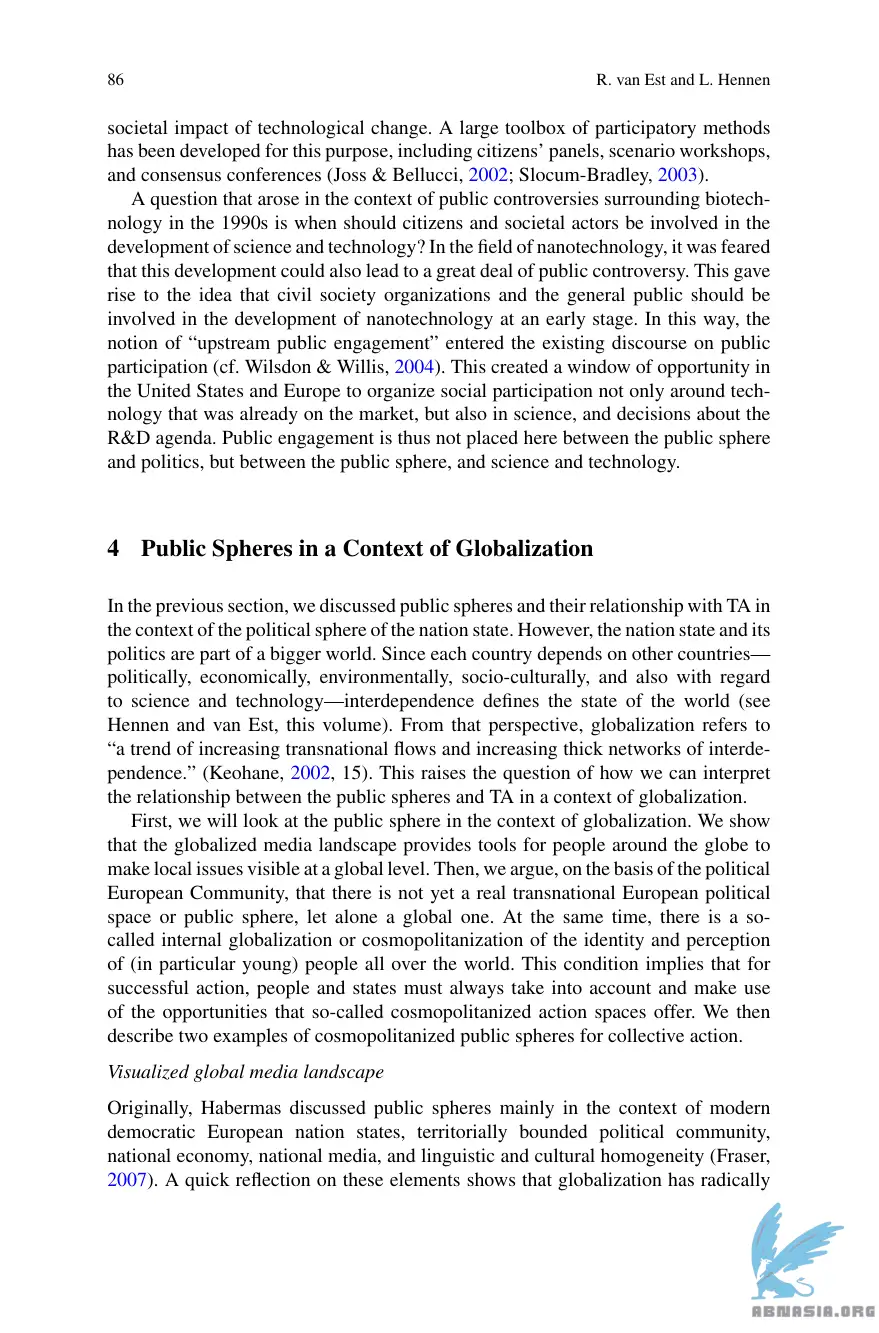 86
R. van Est and L. Hennen
societal impact of technological change. A large toolbox of participatory methods
has been developed for this purpose, including citizens’ panels, scenario workshops,
and consensus conferences (Joss & Bellucci, 2002; Slocum-Bradley, 2003).
A question that arose in the context of public controversies surrounding biotech-
nology in the 1990s is when should citizens and societal actors be involved in the
development of science and technology? In the field of nanotechnology, it was feared
that this development could also lead to a great deal of public controversy. This gave
rise to the idea that civil society organizations and the general public should be
involved in the development of nanotechnology at an early stage. In this way, the
notion of “upstream public engagement” entered the existing discourse on public
participation (cf. Wilsdon & Willis, 2004). This created a window of opportunity in
the United States and Europe to organize social participation not only around tech-
nology that was already on the market, but also in science, and decisions about the
R&D agenda. Public engagement is thus not placed here between the public sphere
and politics, but between the public sphere, and science and technology.
4 Public Spheres in a Context of Globalization
In the previous section, we discussed public spheres and their relationship with TA in
the context of the political sphere of the nation state. However, the nation state and its
politics are part of a bigger world. Since each country depends on other countries—
politically, economically, environmentally, socio-culturally, and also with regard
to science and technology—interdependence defines the state of the world (see
Hennen and van Est, this volume). From that perspective, globalization refers to
“a trend of increasing transnational flows and increasing thick networks of interde-
pendence.” (Keohane, 2002, 15). This raises the question of how we can interpret
the relationship between the public spheres and TA in a context of globalization.
First, we will look at the public sphere in the context of globalization. We show
that the globalized media landscape provides tools for people around the globe to
make local issues visible at a global level. Then, we argue, on the basis of the political
European Community, that there is not yet a real transnational European political
space or public sphere, let alone a global one. At the same time, there is a so-
called internal globalization or cosmopolitanization of the identity and perception
of (in particular young) people all over the world. This condition implies that for
successful action, people and states must always take into account and make use
of the opportunities that so-called cosmopolitanized action spaces offer. We then
describe two examples of cosmopolitanized public spheres for collective action.
Visualized global media landscape
Originally, Habermas discussed public spheres mainly in the context of modern
democratic European nation states, territorially bounded political community,
national economy, national media, and linguistic and cultural homogeneity (Fraser,
2007). A quick reflection on these elements shows that globalization has radically
ABNASIA.ORG